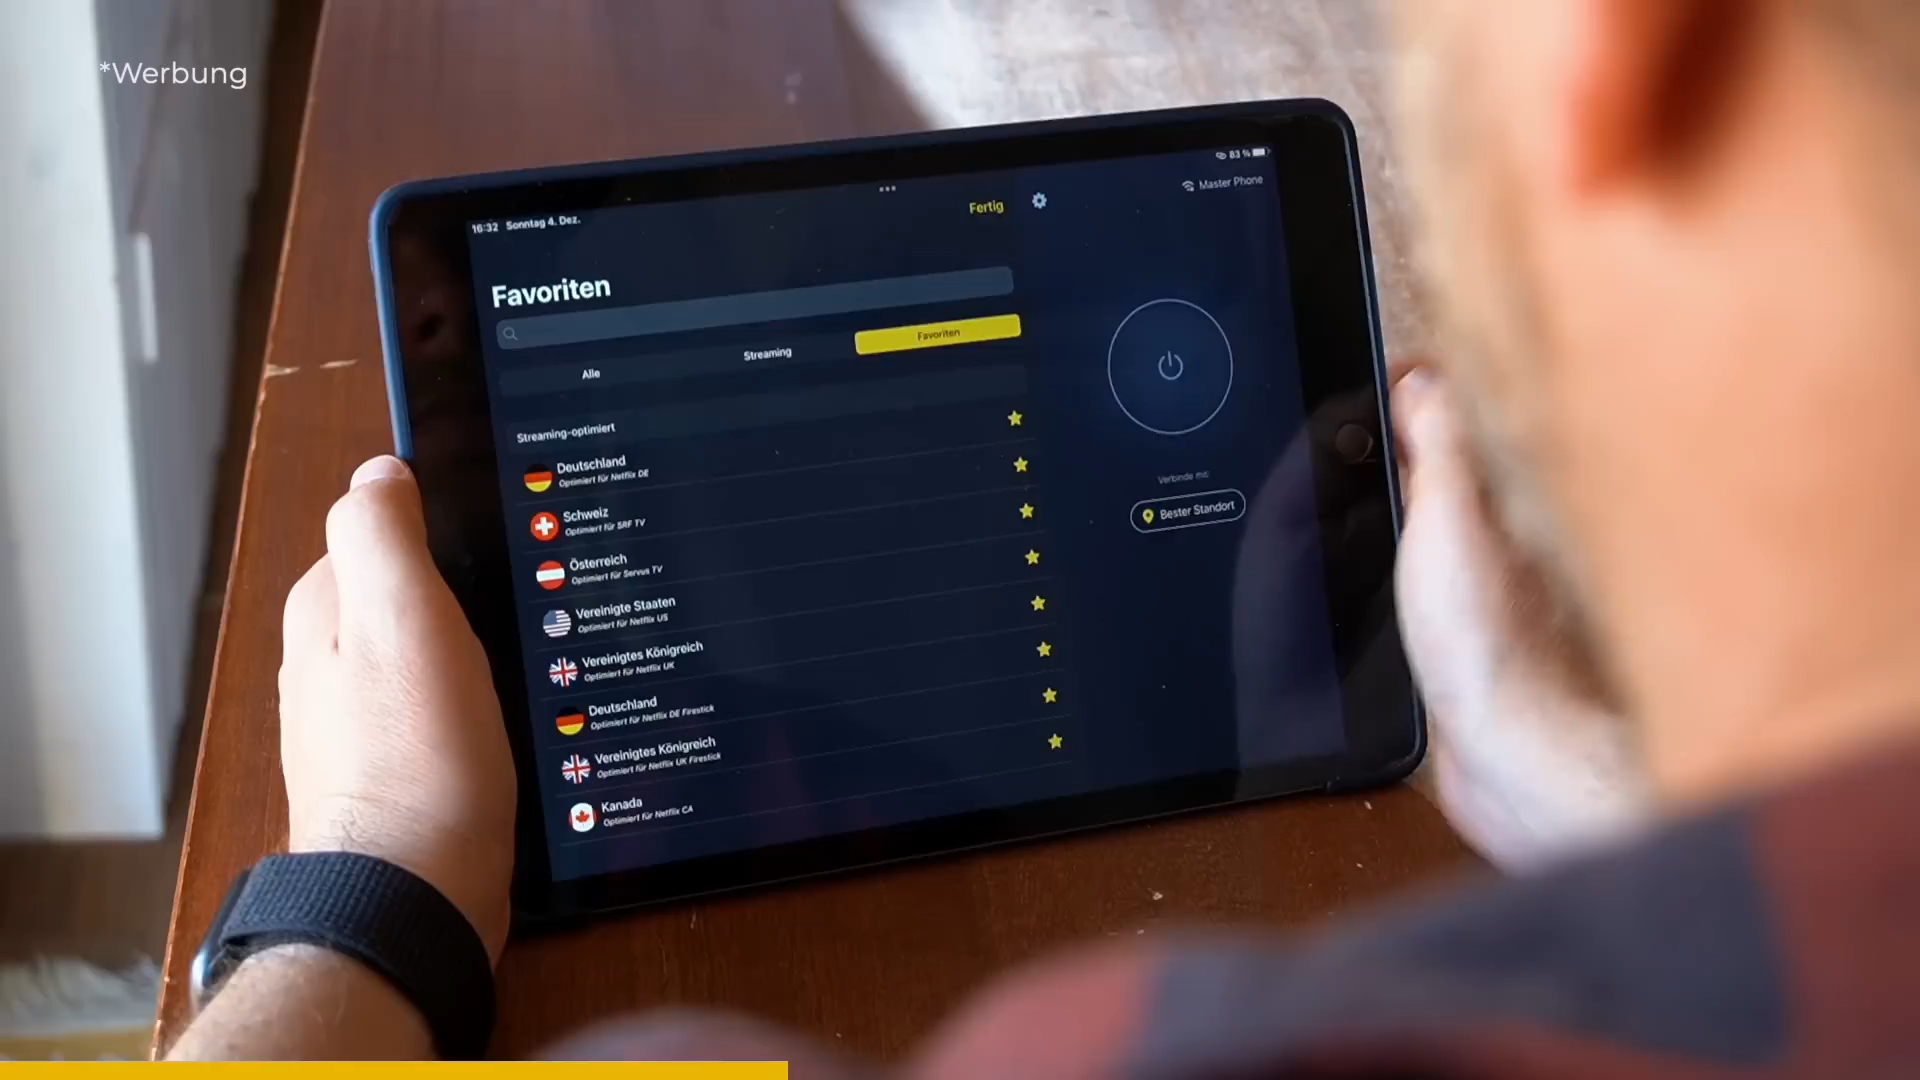 *Werbung
83 %
Master Phone
16:32 Sonntag 4. Dez.
Fertig
Favoriten
Alle
Streaming
Favoriten
Streaming-optimiert
Deutschland
Optimiert für Netflix DE
Schweiz
Optimiert für SRF TV
Österreich
Optimiert für Servus TV
Vereinigte Staaten
Optimiert für Netflix US
Vereinigtes Königreich
Optimiert für Netflix UK
Deutschland
Optimiert für Netflix DE Firestick
Vereinigtes Königreich
Optimiert für Netflix UK Firestick
Kanada
Optimiert für Netflix CA
Verbinde mit:
Bester Standort